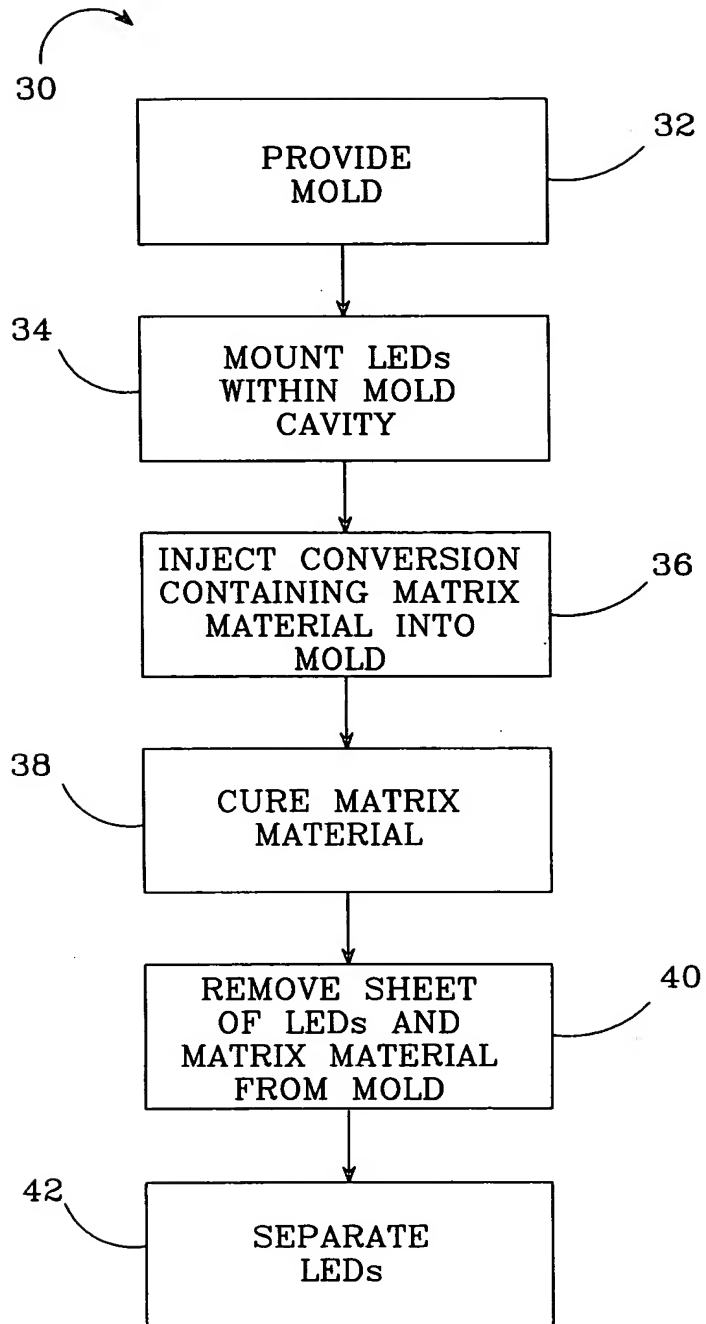 30
32
PROVIDE
MOLD
34
MOUNT LEDs
WITHIN MOLD
CAVITY
36
INJECT CONVERSION
CONTAINING MATRIX
MATERIAL INTO
MOLD
38
CURE MATRIX
MATERIAL
40
REMOVE SHEET
OF LEDs AND
MATRIX MATERIAL
FROM MOLD
42
SEPARATE
LEDs